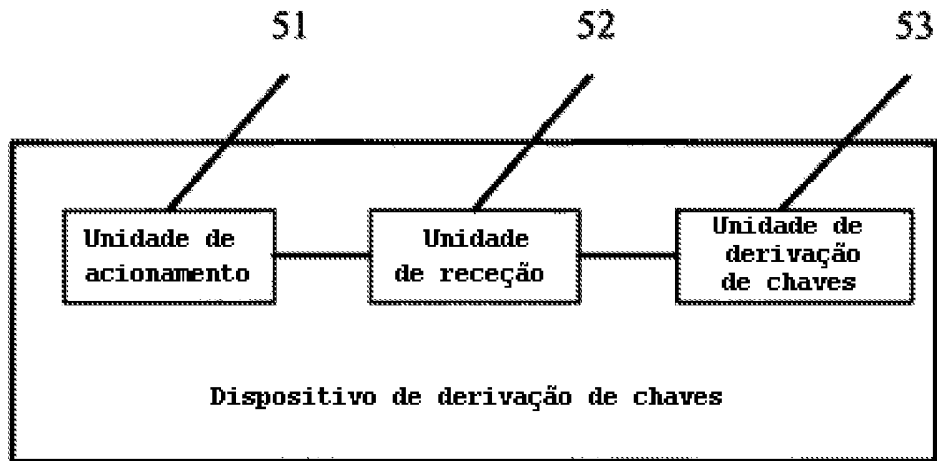 51 52 53
Unidade de
acionamento
Unidade
de receção
Unidade de
derivação
de chaves
Dispositivo de derivação de chaves